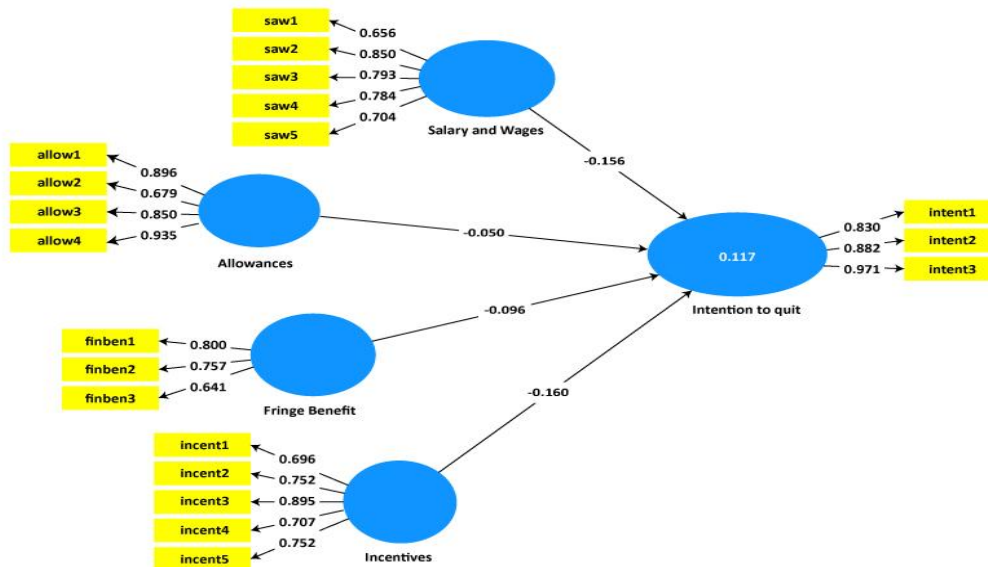 saw1
saw2
saw3
saw4
saw5
0.656
0.850
0.793
0.784
0.704
Salary and Wages
-0.156
allow1
allow2
allow3
allow4
0.896
0.679
0.850
0.935
Allowances
-0.050
0.117
Intention to quit
0.830
0.882
0.971
intent1
intent2
intent3
finben1
finben2
finben3
0.800
0.757
0.641
Fringe Benefit
-0.096
-0.160
incent1
incent2
incent3
incent4
incent5
0.696
0.752
0.895
0.707
0.752
Incentives